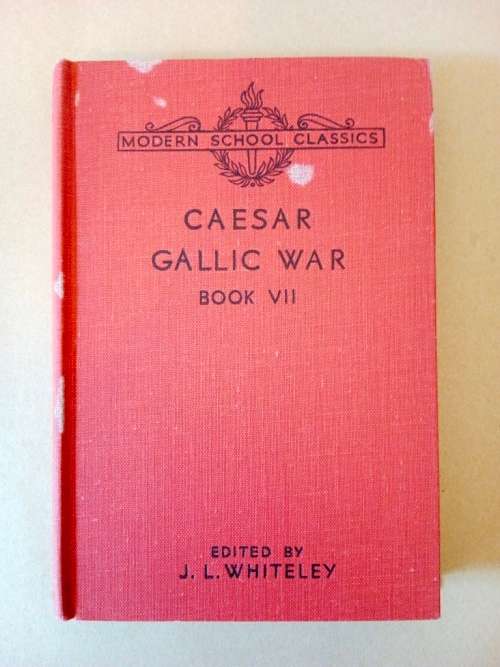 MODERN SCHOOL CLASSICS
CAESAR
GALLIC WAR
BOOK VII
EDITED BY
J. L. WHITELEY